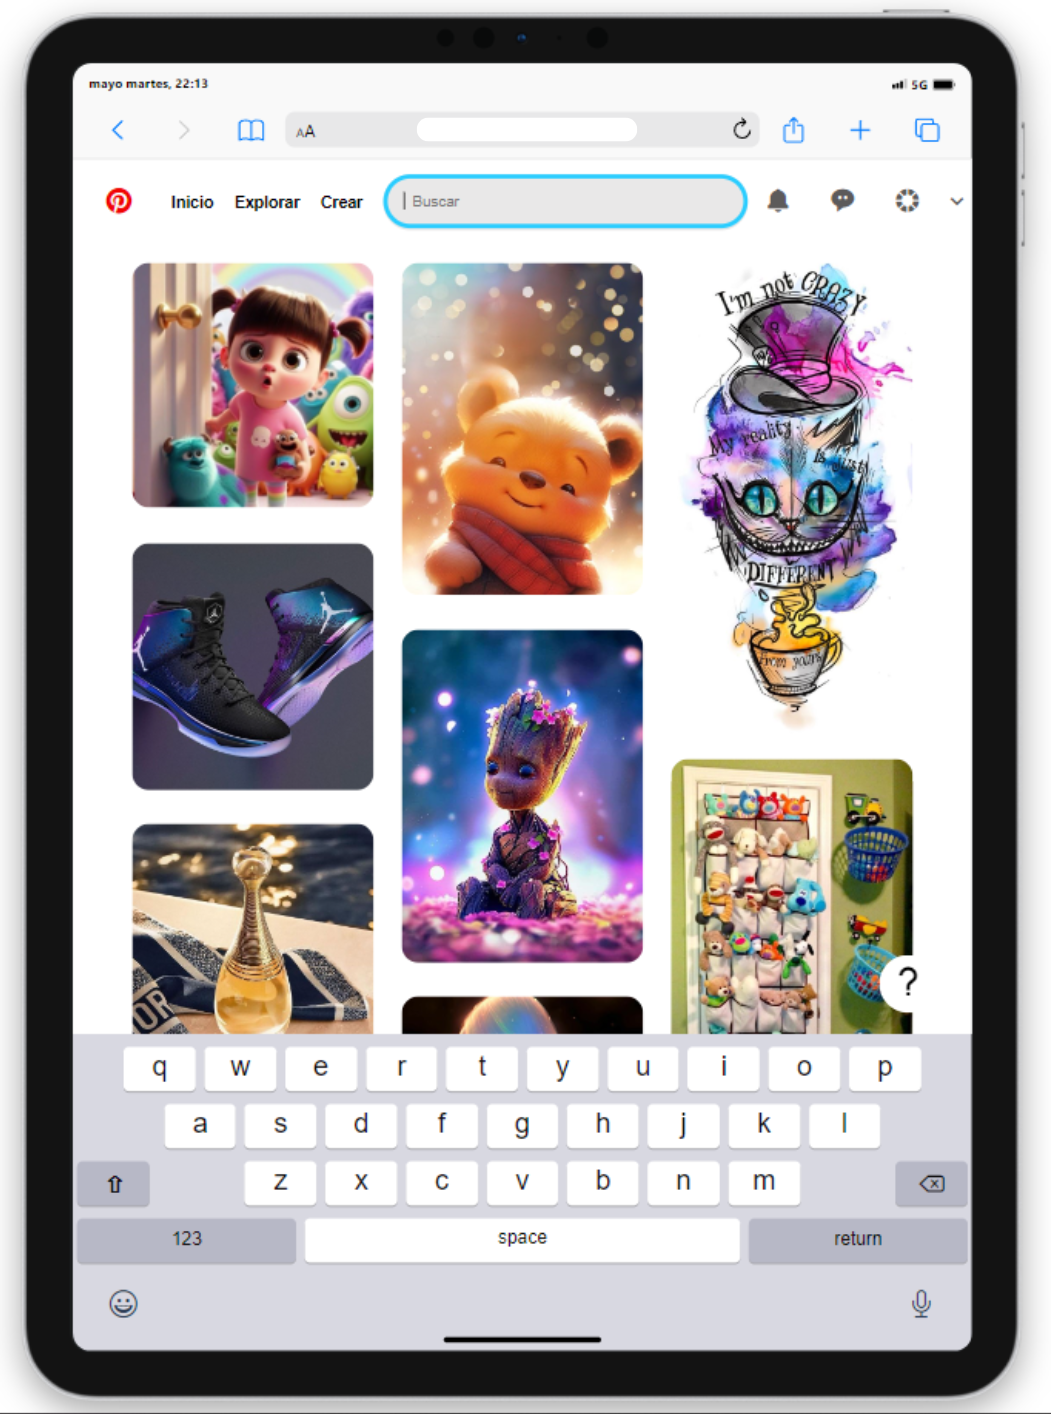 mayo martes, 22:13
5G
AA
Inicio Explorar Crear
Buscar
I'm not CRAZY
My reality
is just
DIFFERENT
from yours
OR
?
q w e r t y u i o p
a s d f g h j k l
z x c v b n m
123 space return